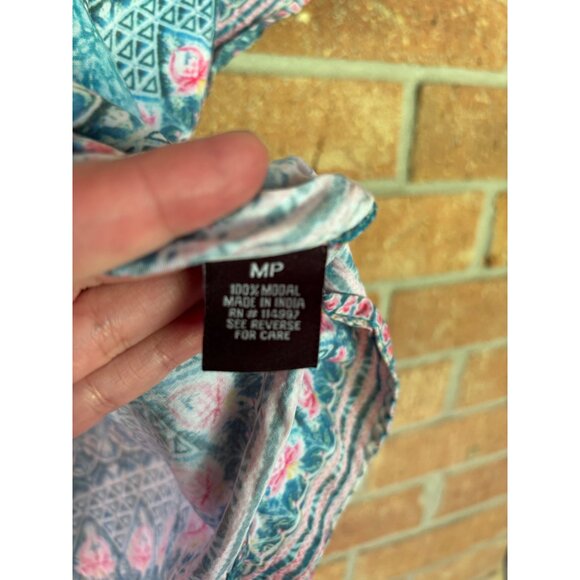 MP
100% MODAL
MADE IN INDIA
RN # 114997
SEE REVERSE
FOR CARE